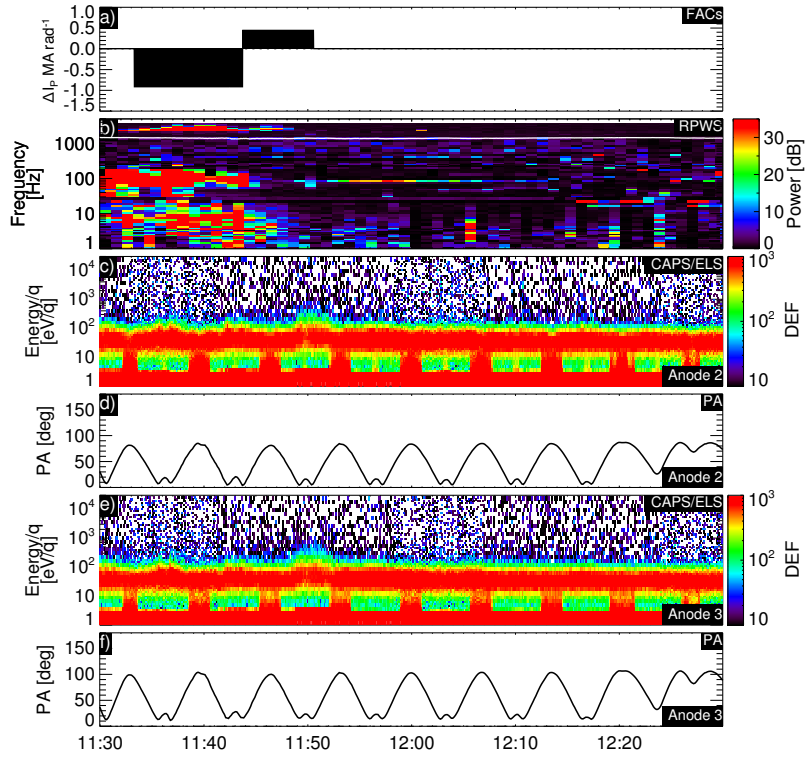 a)
FACs
ΔI_P MA rad⁻¹
1.0
0.5
0.0
-0.5
-1.0
-1.5
b)
RPWS
Frequency
[Hz]
1000
100
10
1
Power [dB]
30
20
10
0
c)
CAPS/ELS
Energy/q
[eV/q]
10⁴
10³
10²
10
1
Anode 2
DEF
10³
10²
10
d)
PA
PA [deg]
150
100
50
0
Anode 2
e)
CAPS/ELS
Energy/q
[eV/q]
10⁴
10³
10²
10
1
Anode 3
DEF
10³
10²
10
f)
PA
PA [deg]
150
100
50
0
Anode 3
11:30 11:40 11:50 12:00 12:10 12:20